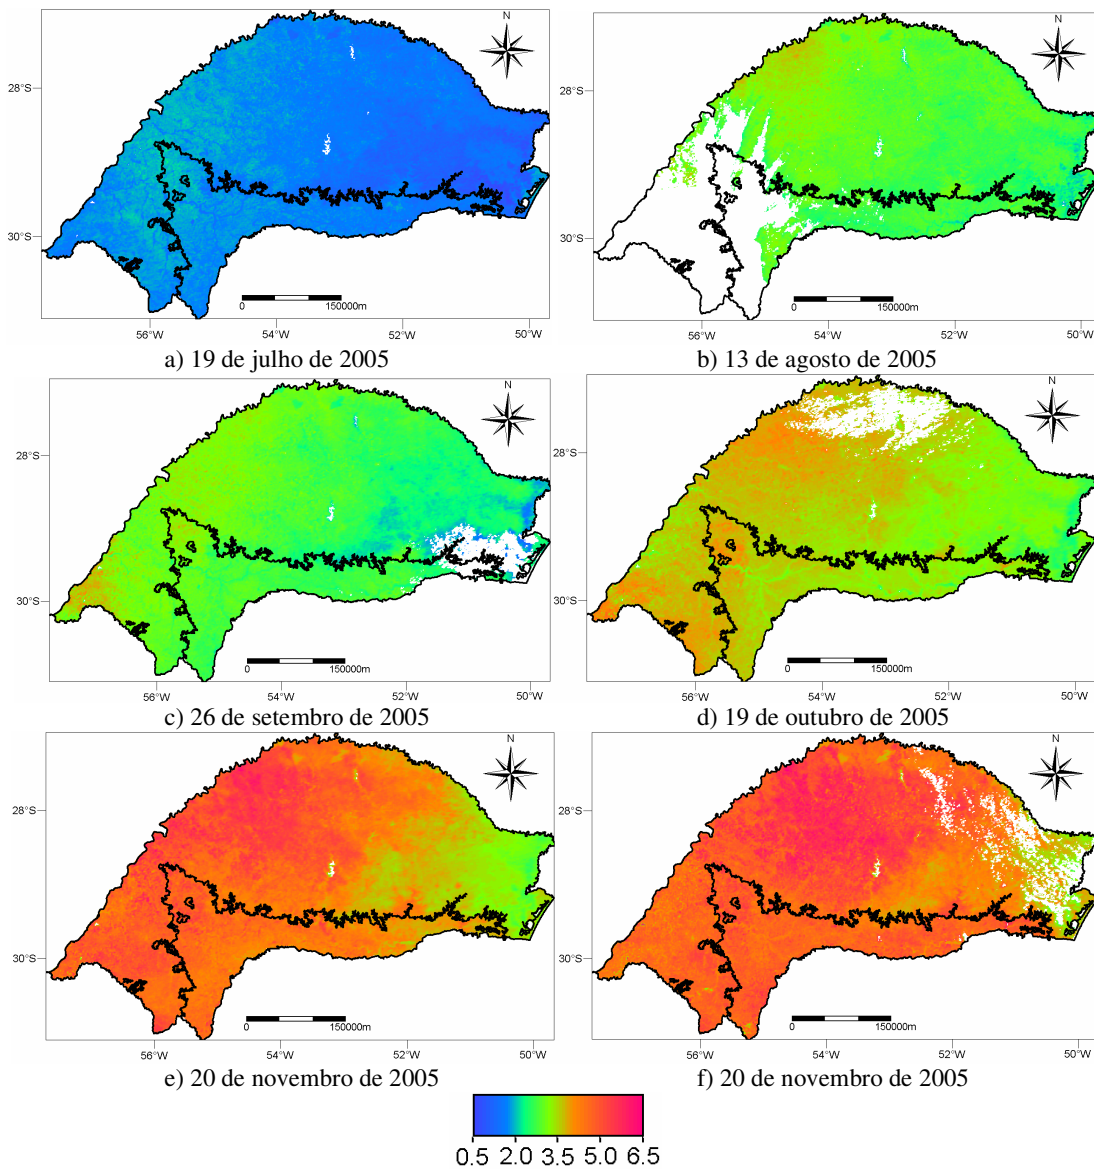 N
N
28°S
28°S
30°S
30°S
0 150000m
0 150000m
56°W 54°W 52°W 50°W
56°W 54°W 52°W 50°W
a) 19 de julho de 2005
b) 13 de agosto de 2005
N
N
28°S
28°S
30°S
30°S
0 150000m
0 150000m
56°W 54°W 52°W 50°W
56°W 54°W 52°W 50°W
c) 26 de setembro de 2005
d) 19 de outubro de 2005
N
N
28°S
28°S
30°S
30°S
0 150000m
0 150000m
56°W 54°W 52°W 50°W
56°W 54°W 52°W 50°W
e) 20 de novembro de 2005
f) 20 de novembro de 2005
0.5 2.0 3.5 5.0 6.5